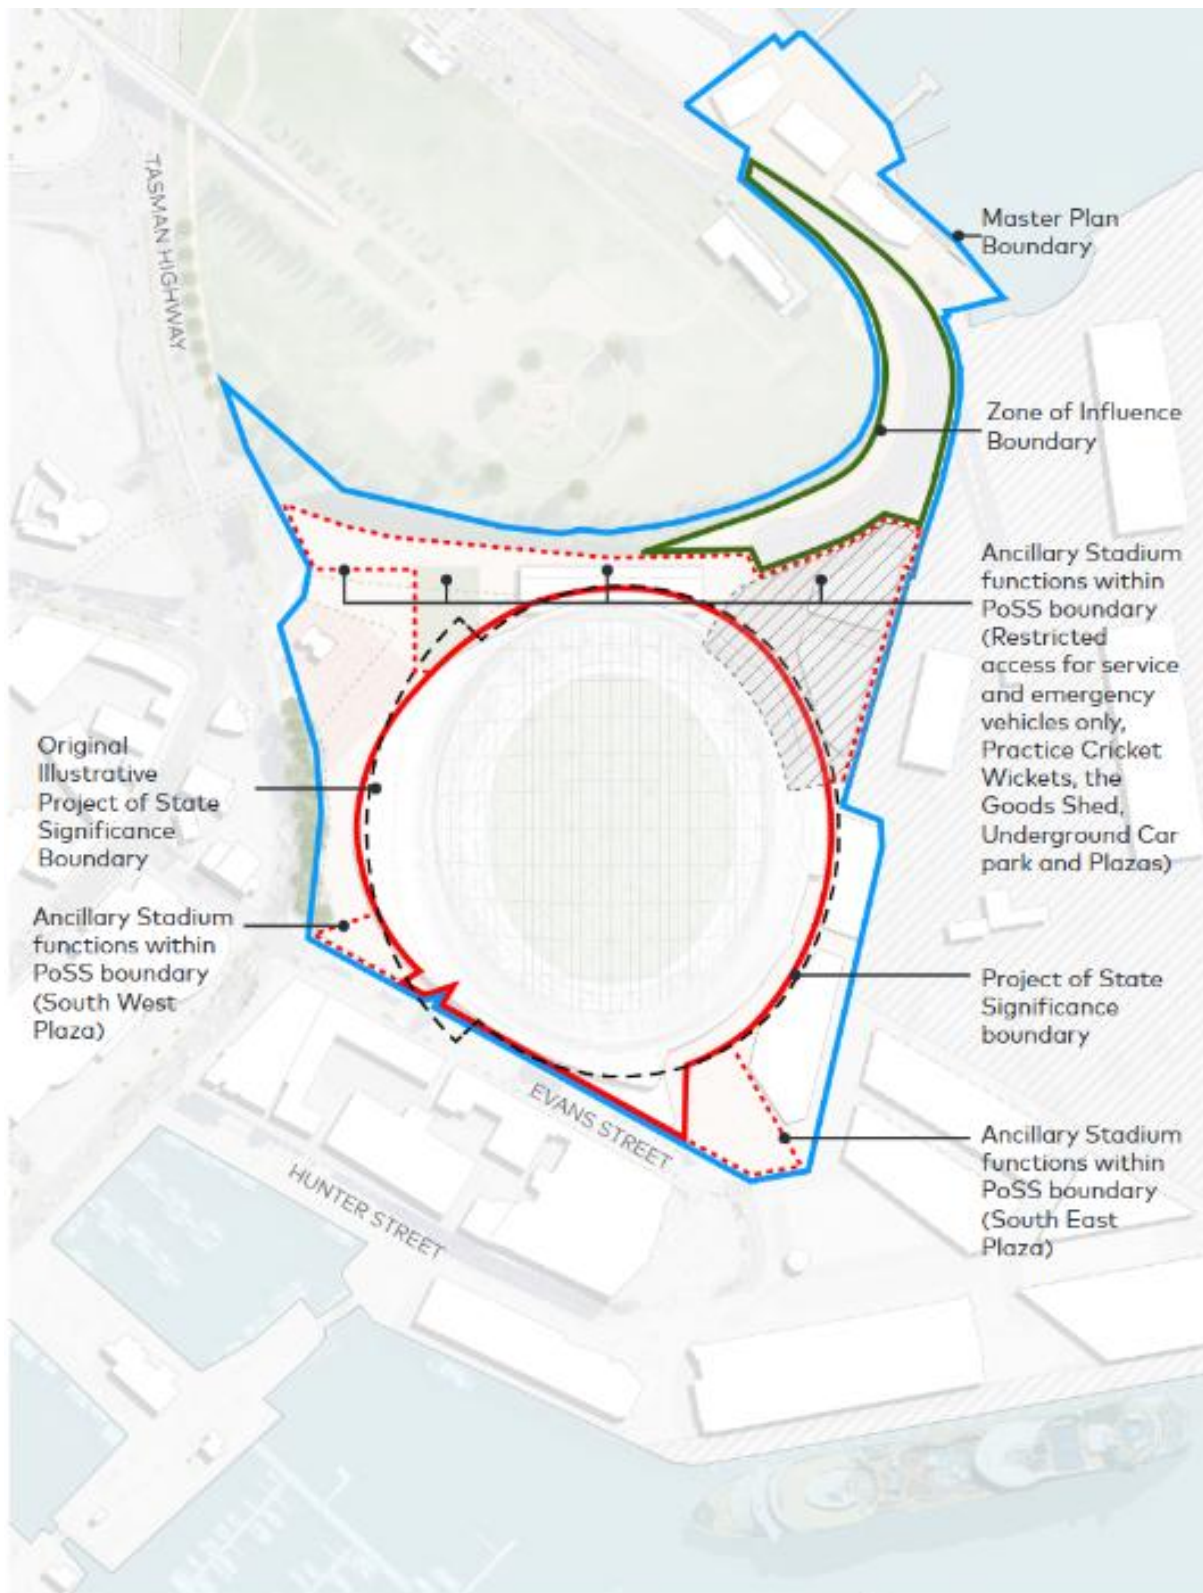 TASMAN HIGHWAY
Master Plan
Boundary
Zone of Influence
Boundary
Ancillary Stadium
functions within
PoSS boundary
(Restricted
access for service
and emergency
vehicles only,
Practice Cricket
Wickets, the
Goods Shed,
Underground Car
park and Plazas)
Original
Illustrative
Project of State
Significance
Boundary
Ancillary Stadium
functions within
PoSS boundary
(South West
Plaza)
Project of State
Significance
boundary
Ancillary Stadium
functions within
PoSS boundary
(South East
Plaza)
EVANS STREET
HUNTER STREET